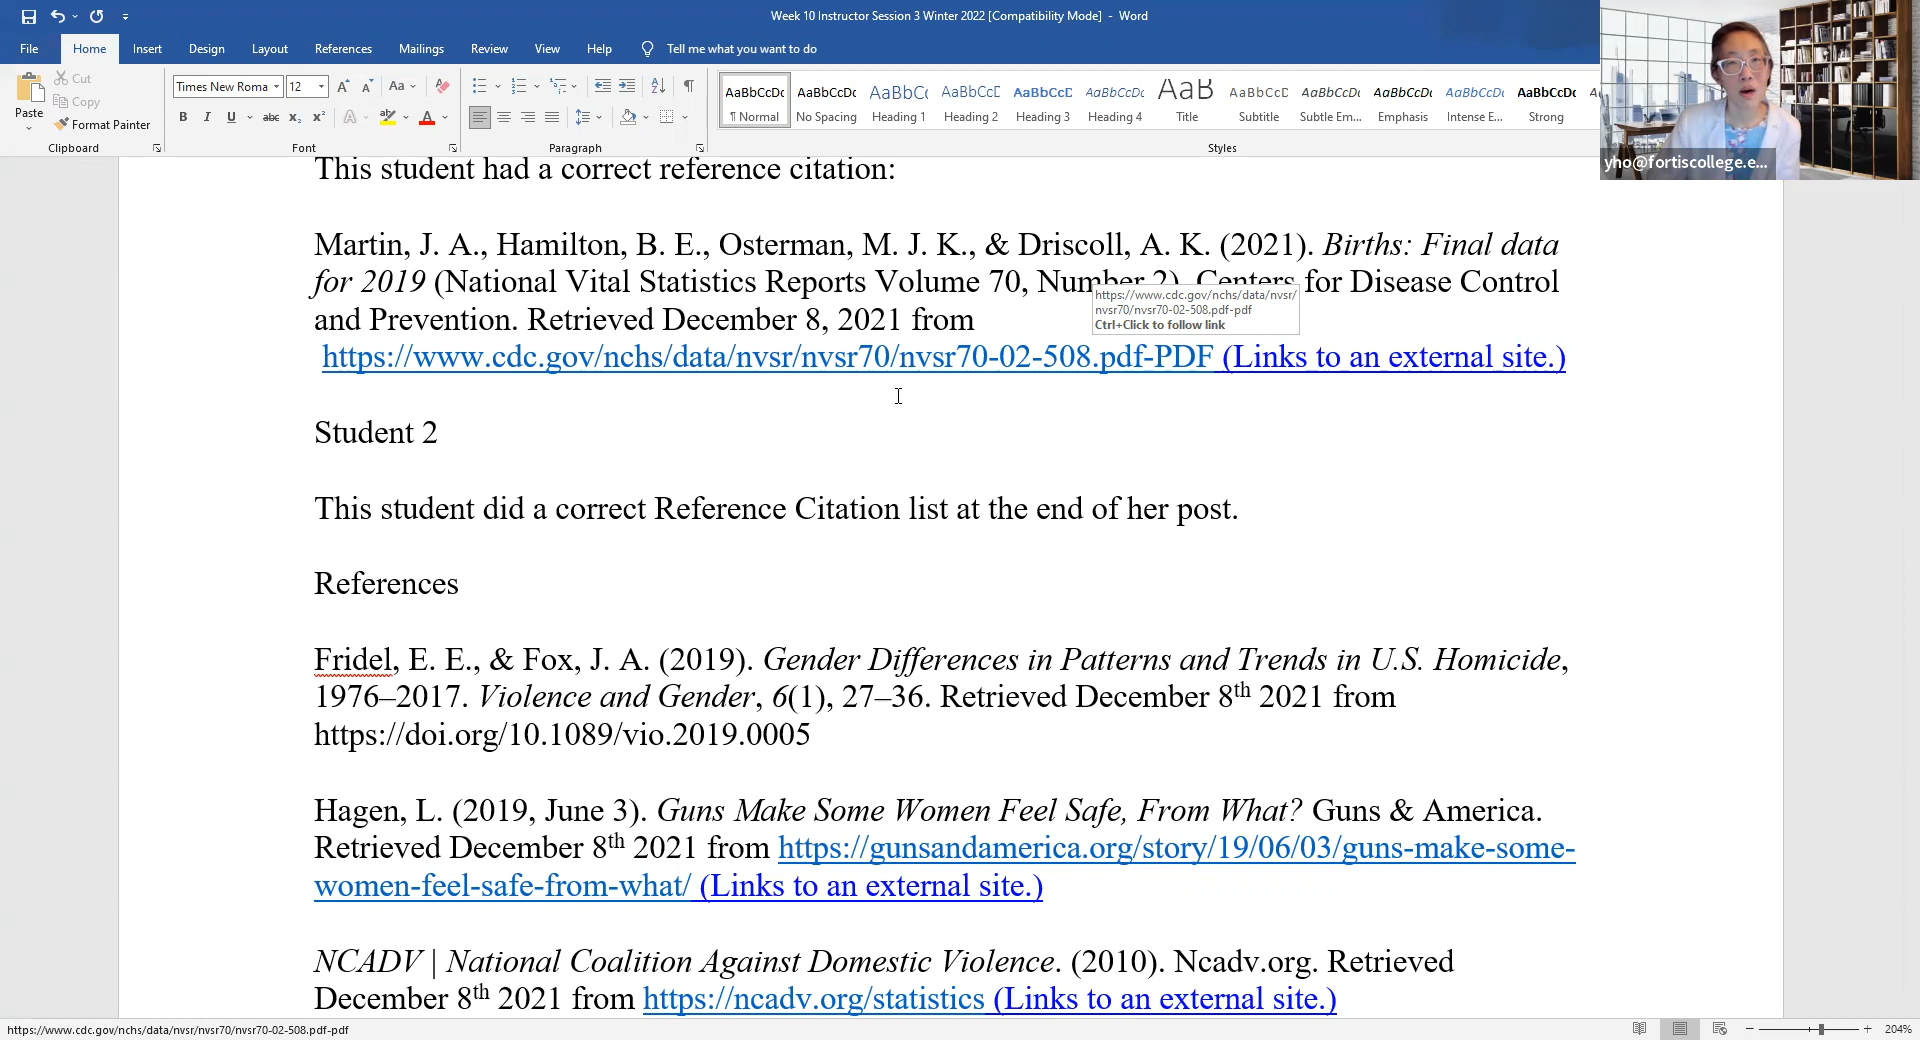 Week 10 Instructor Session 3 Winter 2022 [Compatibility Mode] - Word
File Home Insert Design Layout References Mailings Review View Help Tell me what you want to do
Cut
Copy
Paste
Format Painter
Times New Roma 12
Aa
B I U abc x₂ x² A ab A
AaBbCcDc AaBbCcDc AaBbC( AaBbCcE AaBbCcE AaBbCcDc AaB AaBbCcD AaBbCcDc AaBbCcDc AaBbCcDc AaBbCcDc
¶ Normal No Spacing Heading 1 Heading 2 Heading 3 Heading 4 Title Subtitle Subtle Em... Emphasis Intense E... Strong
Clipboard Font Paragraph Styles
yho@fortiscollege.e...
This student had a correct reference citation:
Martin, J. A., Hamilton, B. E., Osterman, M. J. K., & Driscoll, A. K. (2021). Births: Final data
for 2019 (National Vital Statistics Reports Volume 70, Number 2). Centers for Disease Control
https://www.cdc.gov/nchs/data/nvsr/
nvsr70/nvsr70-02-508.pdf-pdf
Ctrl+Click to follow link
and Prevention. Retrieved December 8, 2021 from
https://www.cdc.gov/nchs/data/nvsr/nvsr70/nvsr70-02-508.pdf-PDF (Links to an external site.)
Student 2
This student did a correct Reference Citation list at the end of her post.
References
Fridel, E. E., & Fox, J. A. (2019). Gender Differences in Patterns and Trends in U.S. Homicide,
1976–2017. Violence and Gender, 6(1), 27–36. Retrieved December 8th 2021 from
https://doi.org/10.1089/vio.2019.0005
Hagen, L. (2019, June 3). Guns Make Some Women Feel Safe, From What? Guns & America.
Retrieved December 8th 2021 from https://gunsandamerica.org/story/19/06/03/guns-make-some-
women-feel-safe-from-what/ (Links to an external site.)
NCADV | National Coalition Against Domestic Violence. (2010). Ncadv.org. Retrieved
December 8th 2021 from https://ncadv.org/statistics (Links to an external site.)
https://www.cdc.gov/nchs/data/nvsr/nvsr70/nvsr70-02-508.pdf-pdf
204%